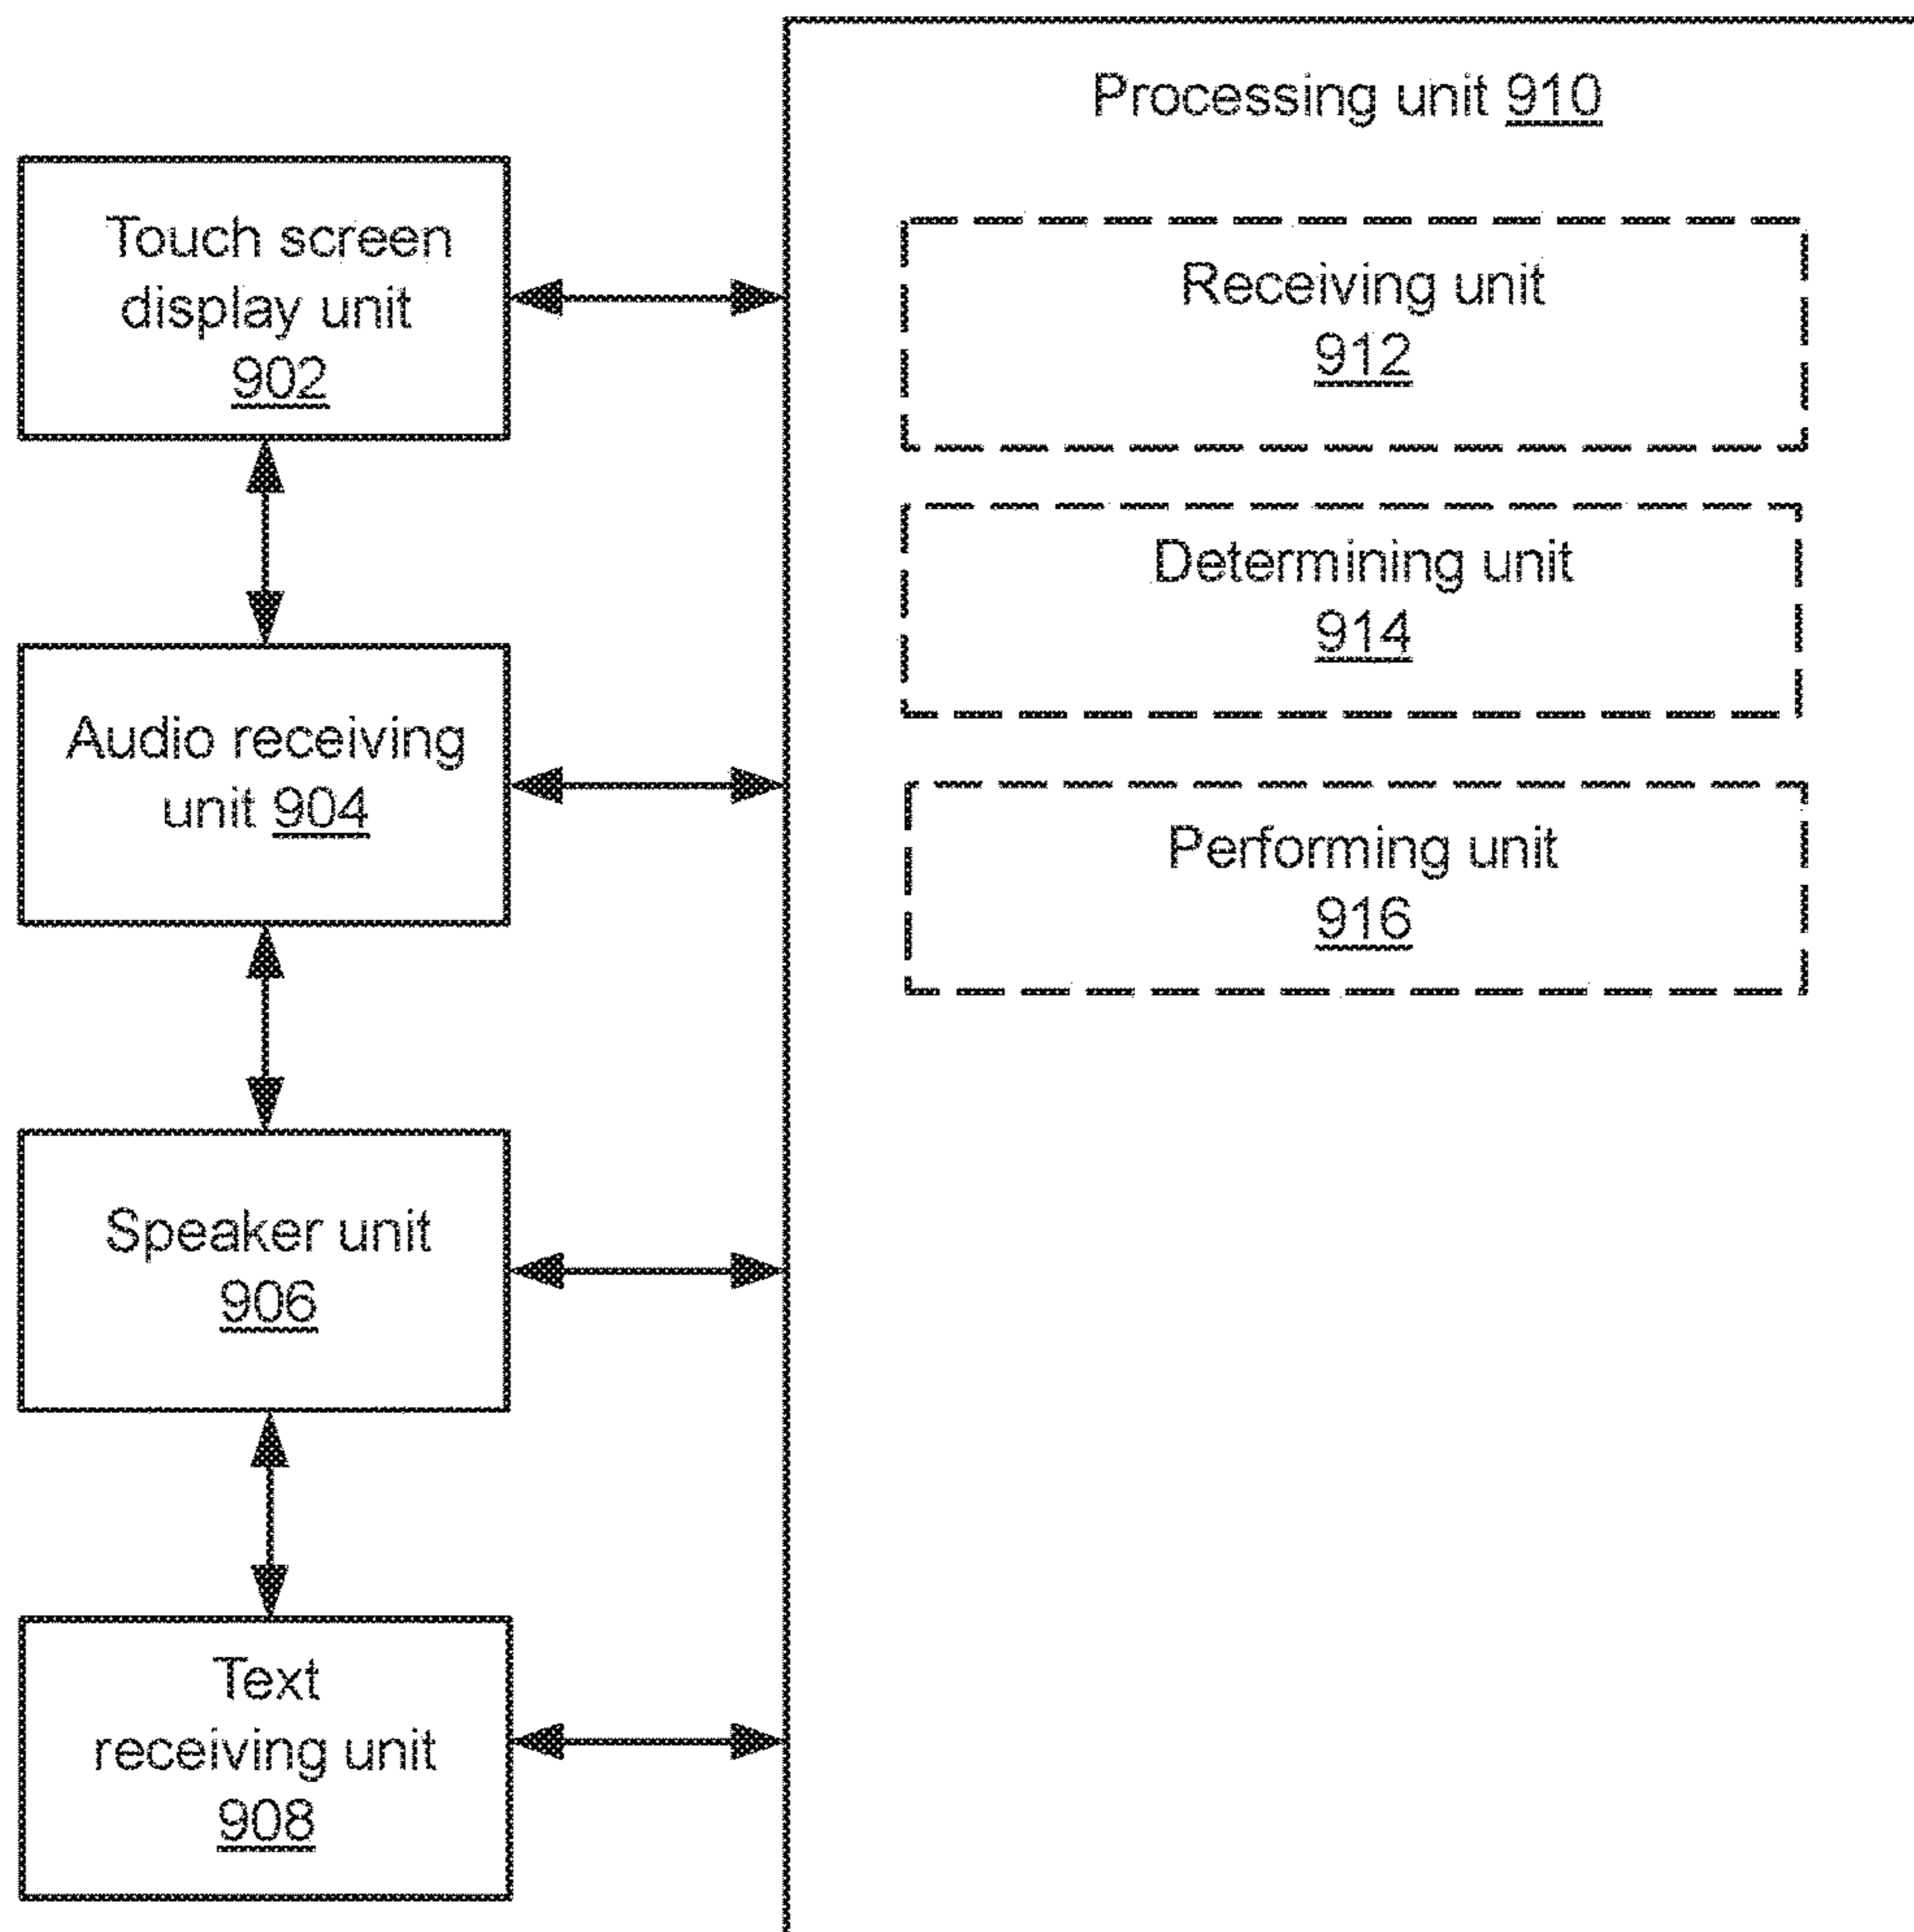 Processing unit 910
Touch screen
display unit
902
Receiving unit
912
Determining unit
914
Audio receiving
unit 904
Performing unit
916
Speaker unit
906
Text
receiving unit
908